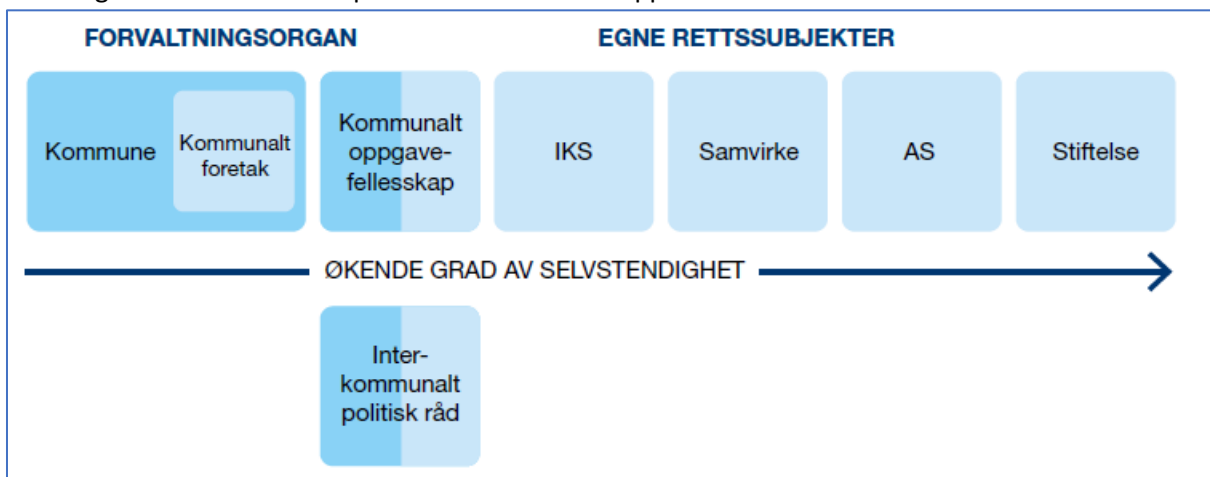 FORVALTNINGSORGAN
EGNE RETTSSUBJEKTER
Kommune
Kommunalt
foretak
Kommunalt
oppgave-
fellesskap
IKS
Samvirke
AS
Stiftelse
ØKENDE GRAD AV SELVSTENDIGHET
Inter-
kommunalt
politisk råd